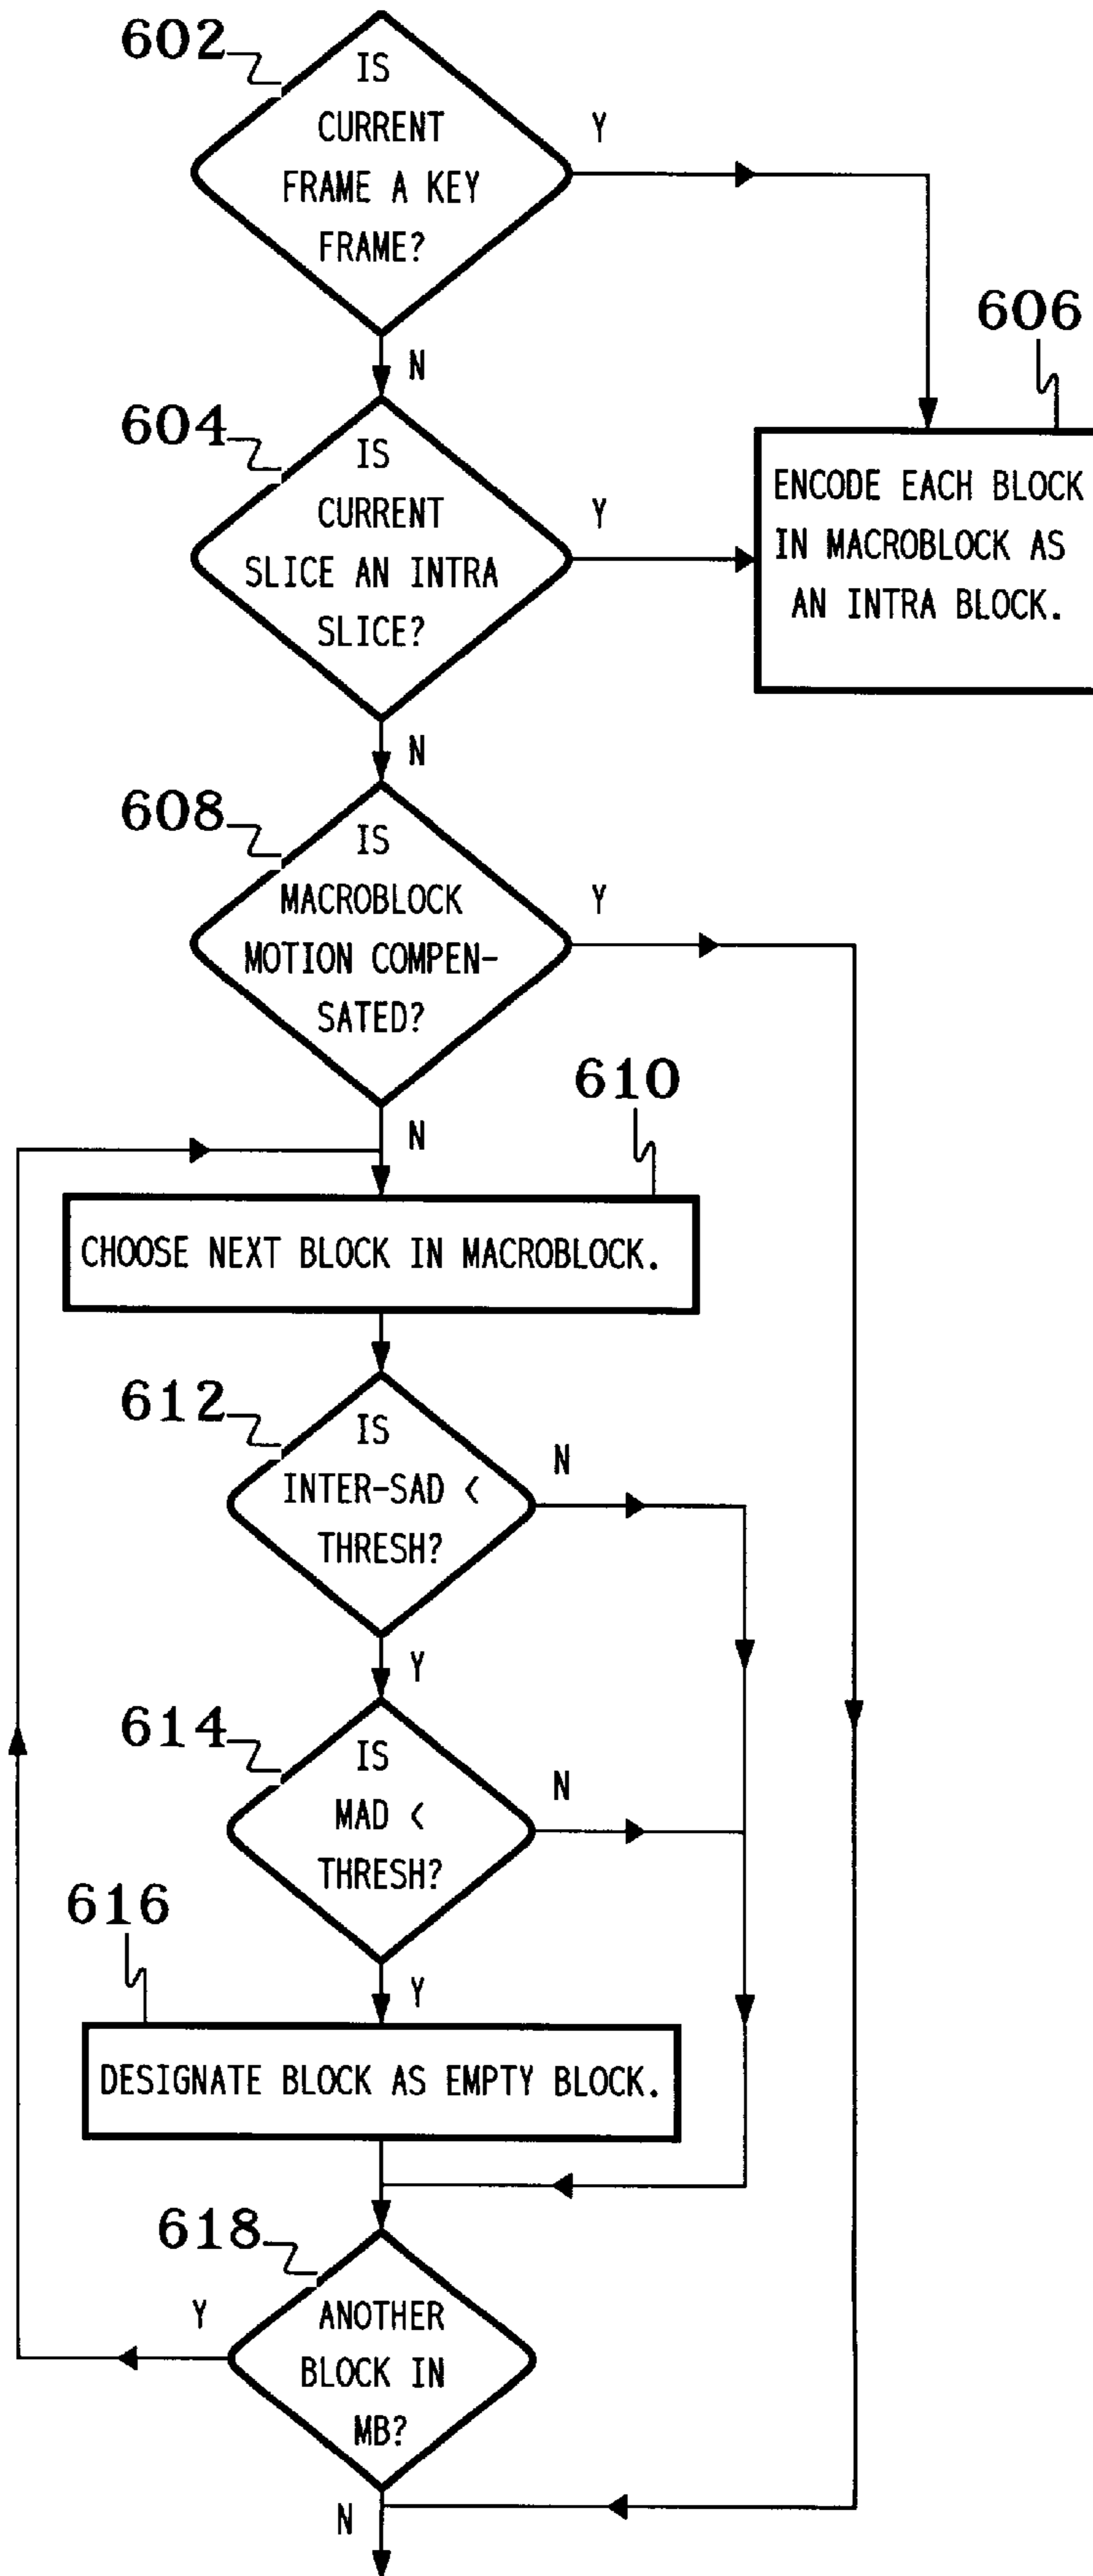 602
IS
CURRENT
FRAME A KEY
FRAME?
Y
N
606
604
IS
CURRENT
SLICE AN INTRA
SLICE?
Y
ENCODE EACH BLOCK
IN MACROBLOCK AS
AN INTRA BLOCK.
N
608
IS
MACROBLOCK
MOTION COMPEN-
SATED?
Y
610
N
CHOOSE NEXT BLOCK IN MACROBLOCK.
612
IS
INTER-SAD <
THRESH?
N
Y
614
IS
MAD <
THRESH?
N
616
Y
DESIGNATE BLOCK AS EMPTY BLOCK.
618
Y
ANOTHER
BLOCK IN
MB?
N